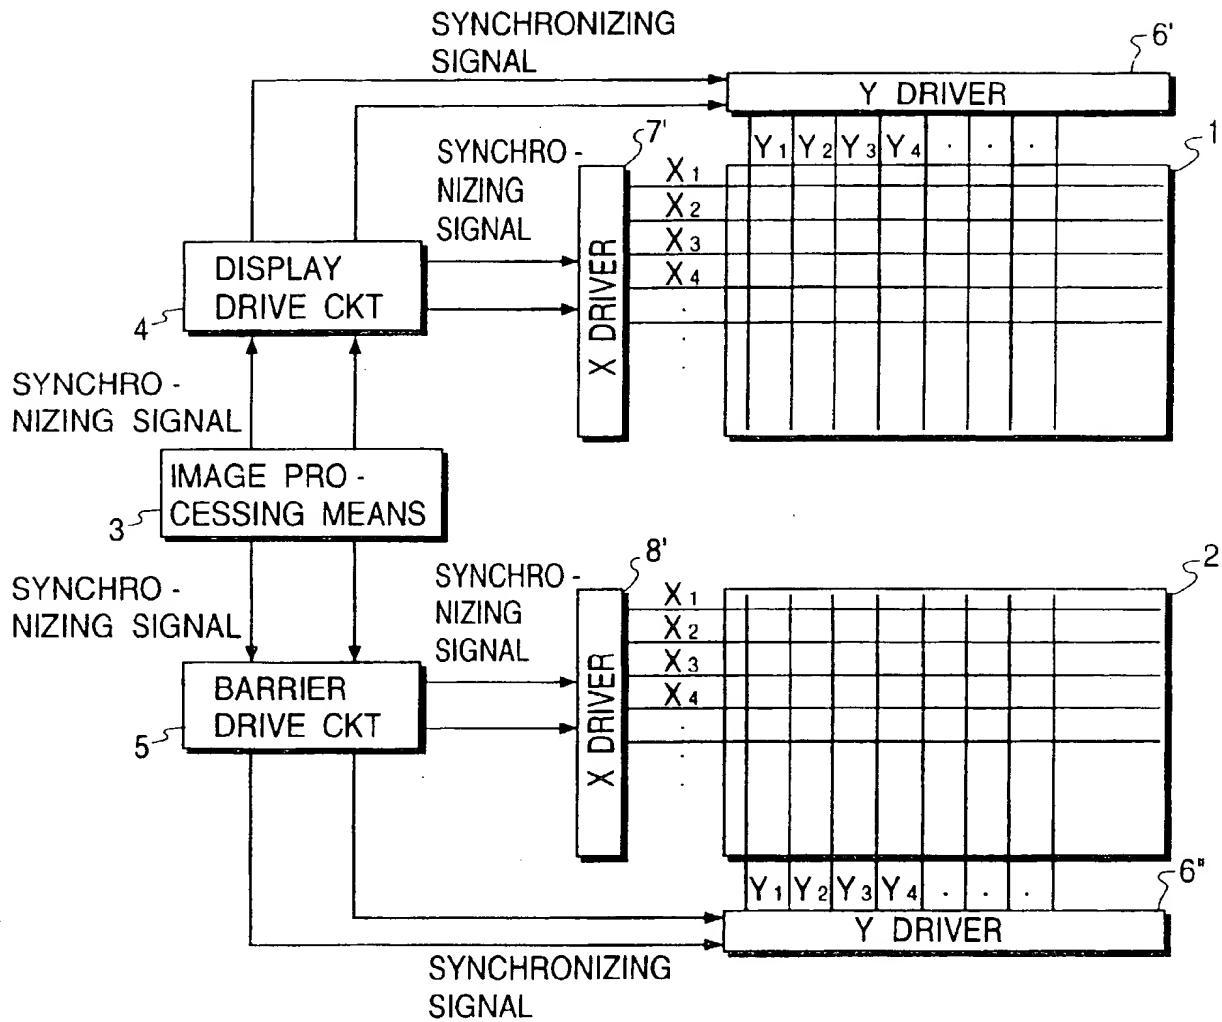 SYNCHRONIZING
SIGNAL
6'
Y DRIVER
Y1 Y2 Y3 Y4 . . .
1
7'
SYNCHRO -
NIZING
SIGNAL
X DRIVER
X1
X2
X3
X4
.
.
DISPLAY
DRIVE CKT
4
SYNCHRO -
NIZING SIGNAL
IMAGE PRO -
CESSING MEANS
3
SYNCHRO -
NIZING SIGNAL
8'
SYNCHRO -
NIZING
SIGNAL
X DRIVER
X1
X2
X3
X4
.
.
.
2
BARRIER
DRIVE CKT
5
Y1 Y2 Y3 Y4 . . .
6"
Y DRIVER
SYNCHRONIZING
SIGNAL